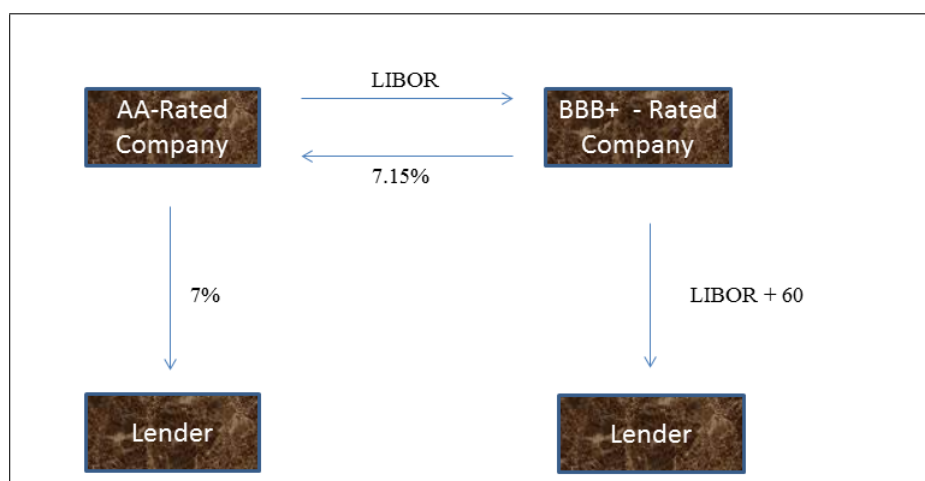 LIBOR
AA-Rated
Company
BBB+  - Rated
Company
7.15%
7%
LIBOR + 60
Lender
Lender